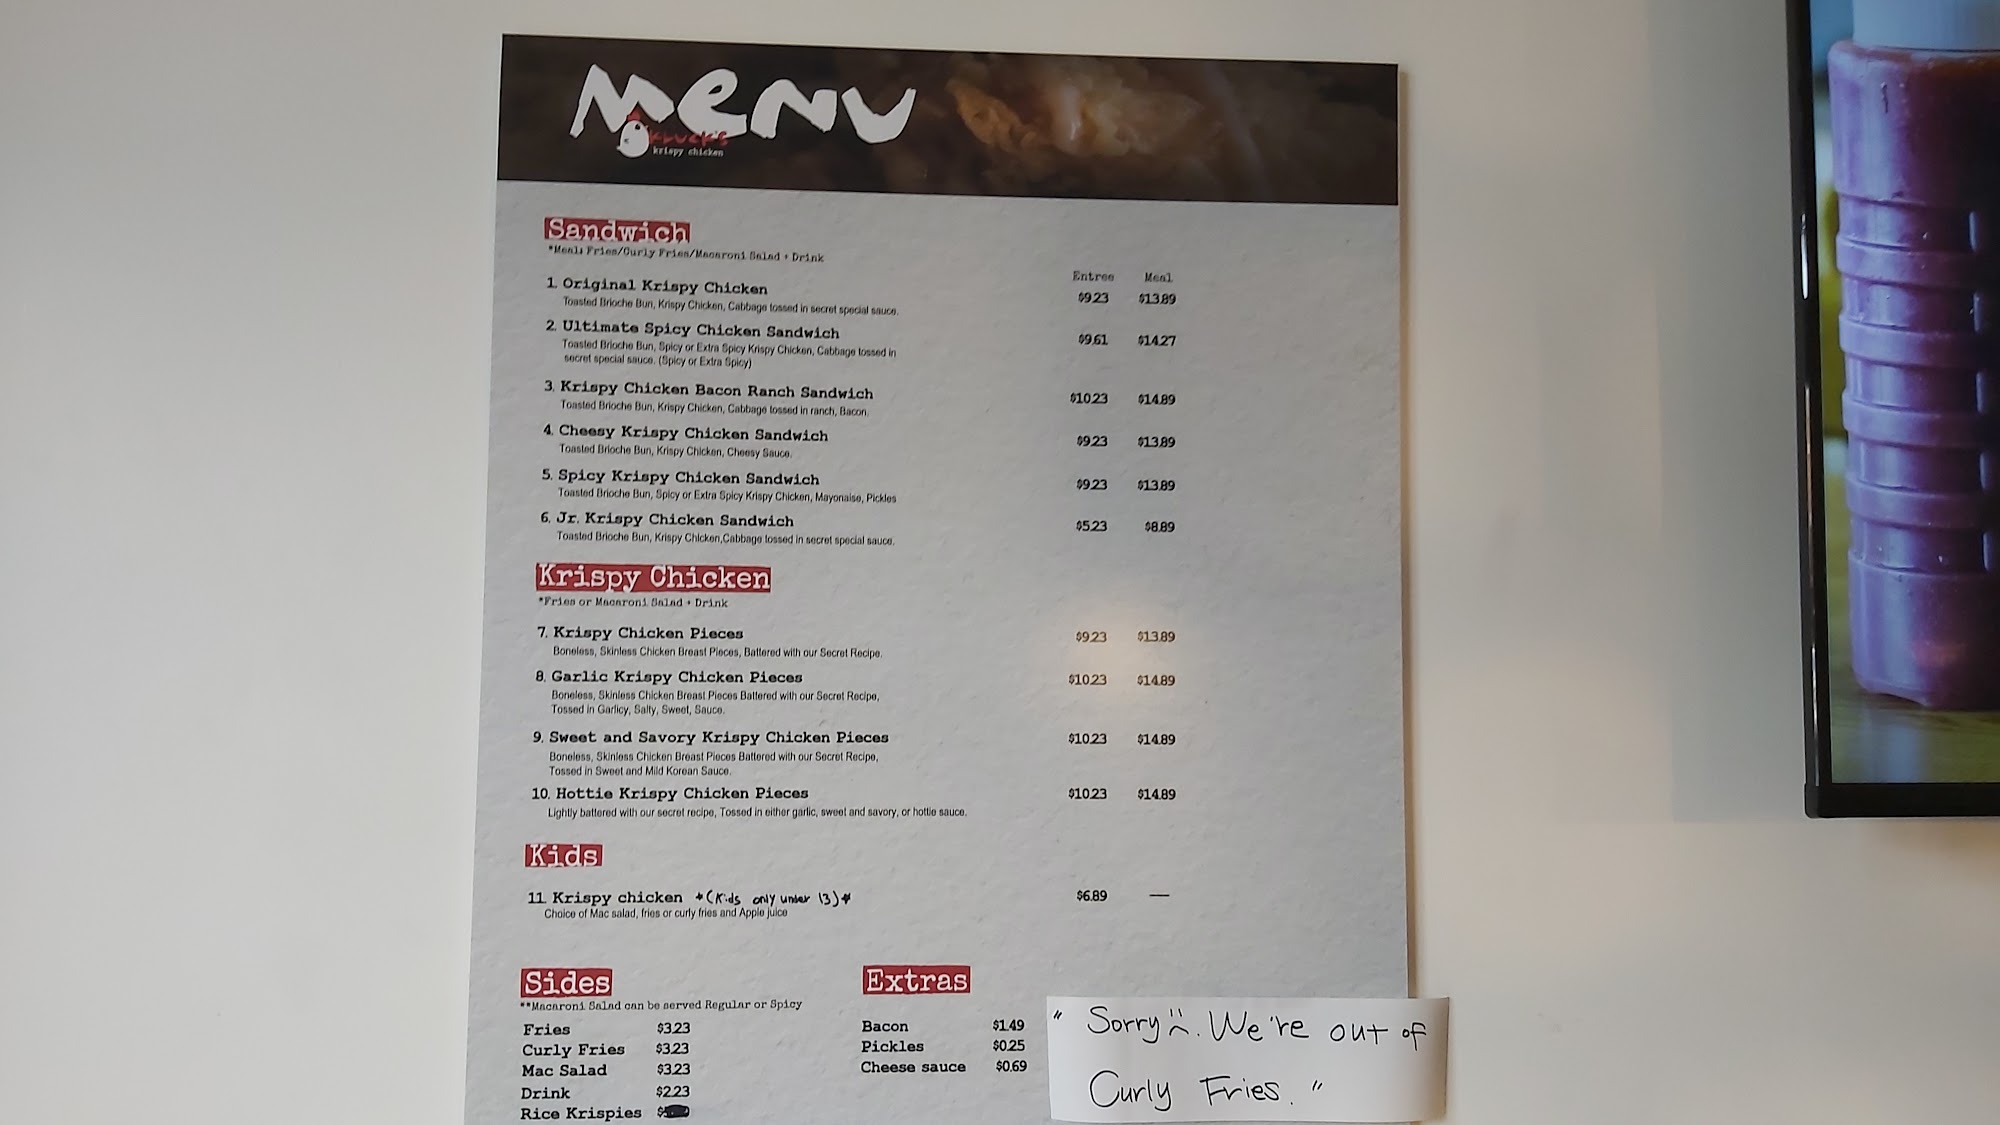 MENU
KLUCK'S
krispy chicken
Sandwich
*Meal: Fries/Curly Fries/Macaroni Salad + Drink
Entree Meal
1. Original Krispy Chicken $9.23 $13.89
Toasted Brioche Bun, Krispy Chicken, Cabbage tossed in secret special sauce.
2. Ultimate Spicy Chicken Sandwich $9.61 $14.27
Toasted Brioche Bun, Spicy or Extra Spicy Krispy Chicken, Cabbage tossed in
secret special sauce. (Spicy or Extra Spicy)
3. Krispy Chicken Bacon Ranch Sandwich $10.23 $14.89
Toasted Brioche Bun, Krispy Chicken, Cabbage tossed in ranch, Bacon.
4. Cheesy Krispy Chicken Sandwich $9.23 $13.89
Toasted Brioche Bun, Krispy Chicken, Cheesy Sauce.
5. Spicy Krispy Chicken Sandwich $9.23 $13.89
Toasted Brioche Bun, Spicy or Extra Spicy Krispy Chicken, Mayonaise, Pickles
6. Jr. Krispy Chicken Sandwich $5.23 $8.89
Toasted Brioche Bun, Krispy Chicken,Cabbage tossed in secret special sauce.
Krispy Chicken
*Fries or Macaroni Salad + Drink
7. Krispy Chicken Pieces $9.23 $13.89
Boneless, Skinless Chicken Breast Pieces, Battered with our Secret Recipe.
8. Garlic Krispy Chicken Pieces $10.23 $14.89
Boneless, Skinless Chicken Breast Pieces Battered with our Secret Recipe,
Tossed in Garlicy, Salty, Sweet, Sauce.
9. Sweet and Savory Krispy Chicken Pieces $10.23 $14.89
Boneless, Skinless Chicken Breast Pieces Battered with our Secret Recipe,
Tossed in Sweet and Mild Korean Sauce.
10. Hottie Krispy Chicken Pieces $10.23 $14.89
Lightly battered with our secret recipe, Tossed in either garlic, sweet and savory, or hottie sauce.
Kids
11. Krispy chicken *(Kids only under 13)* $6.89 —
Choice of Mac salad, fries or curly fries and Apple juice
Sides
**Macaroni Salad can be served Regular or Spicy
Fries $3.23
Curly Fries $3.23
Mac Salad $3.23
Drink $2.23
Rice Krispies $
Extras
Bacon $1.49
Pickles $0.25
Cheese sauce $0.69
" Sorry :(. We're out of
Curly Fries. "